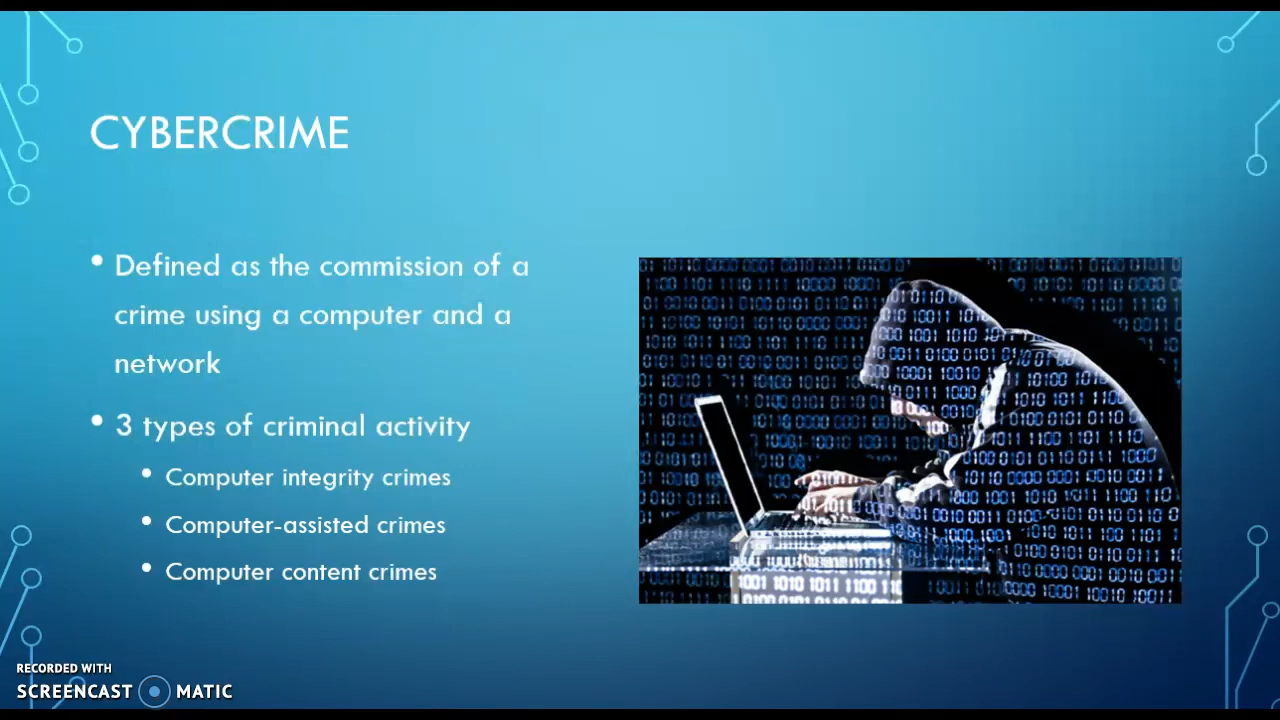 CYBERCRIME
• Defined as the commission of a
crime using a computer and a
network
• 3 types of criminal activity
• Computer integrity crimes
• Computer-assisted crimes
• Computer content crimes
RECORDED WITH
SCREENCAST MATIC